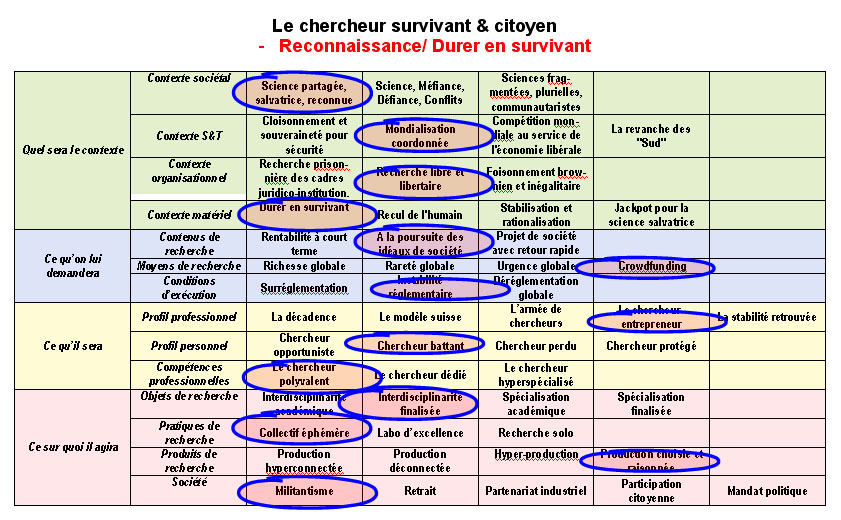 Le chercheur survivant & citoyen
- Reconnaissance/ Durer en survivant
Quel sera le contexte
Contexte sociétal
Science partagée,
salvatrice, reconnue
Science, Méfiance,
Défiance, Conflits
Sciences frag-
mentées, plurielles,
communautaristes
Contexte S&T
Cloisonnement et
souveraineté pour
sécurité
Mondialisation
coordonnée
Compétition mon-
diale au service de
l'économie libérale
La revanche des
"Sud"
Contexte
organisationnel
Recherche prison-
nière des cadres
juridico-institution.
Recherche libre et
libertaire
Foisonnement brow-
nien et inégalitaire
Contexte matériel
Durer en survivant
Recul de l'humain
Stabilisation et
rationalisation
Jackpot pour la
science salvatrice
Ce qu'on lui
demandera
Contenus de
recherche
Rentabilité à court
terme
A la poursuite des
idéaux de société
Projet de société
avec retour rapide
Moyens de recherche
Richesse globale
Rareté globale
Urgence globale
Crowdfunding
Conditions
d'exécution
Surréglementation
Instabilité
réglementaire
Déréglementation
globale
Ce qu'il sera
Profil professionnel
La décadence
Le modèle suisse
L'armée de
chercheurs
Le chercheur
entrepreneur
La stabilité retrouvée
Profil personnel
Chercheur
opportuniste
Chercheur battant
Chercheur perdu
Chercheur protégé
Compétences
professionnelles
Le chercheur
polyvalent
Le chercheur dédié
Le chercheur
hyperspécialisé
Ce sur quoi il agira
Objets de recherche
Interdisciplinarité
académique
Interdisciplinarité
finalisée
Spécialisation
académique
Spécialisation
finalisée
Pratiques de
recherche
Collectif éphémère
Labo d'excellence
Recherche solo
Produits de
recherche
Production
hyperconnectée
Production
déconnectée
Hyper-production
Production choisie et
raisonnée
Société
Militantisme
Retrait
Partenariat industriel
Participation
citoyenne
Mandat politique